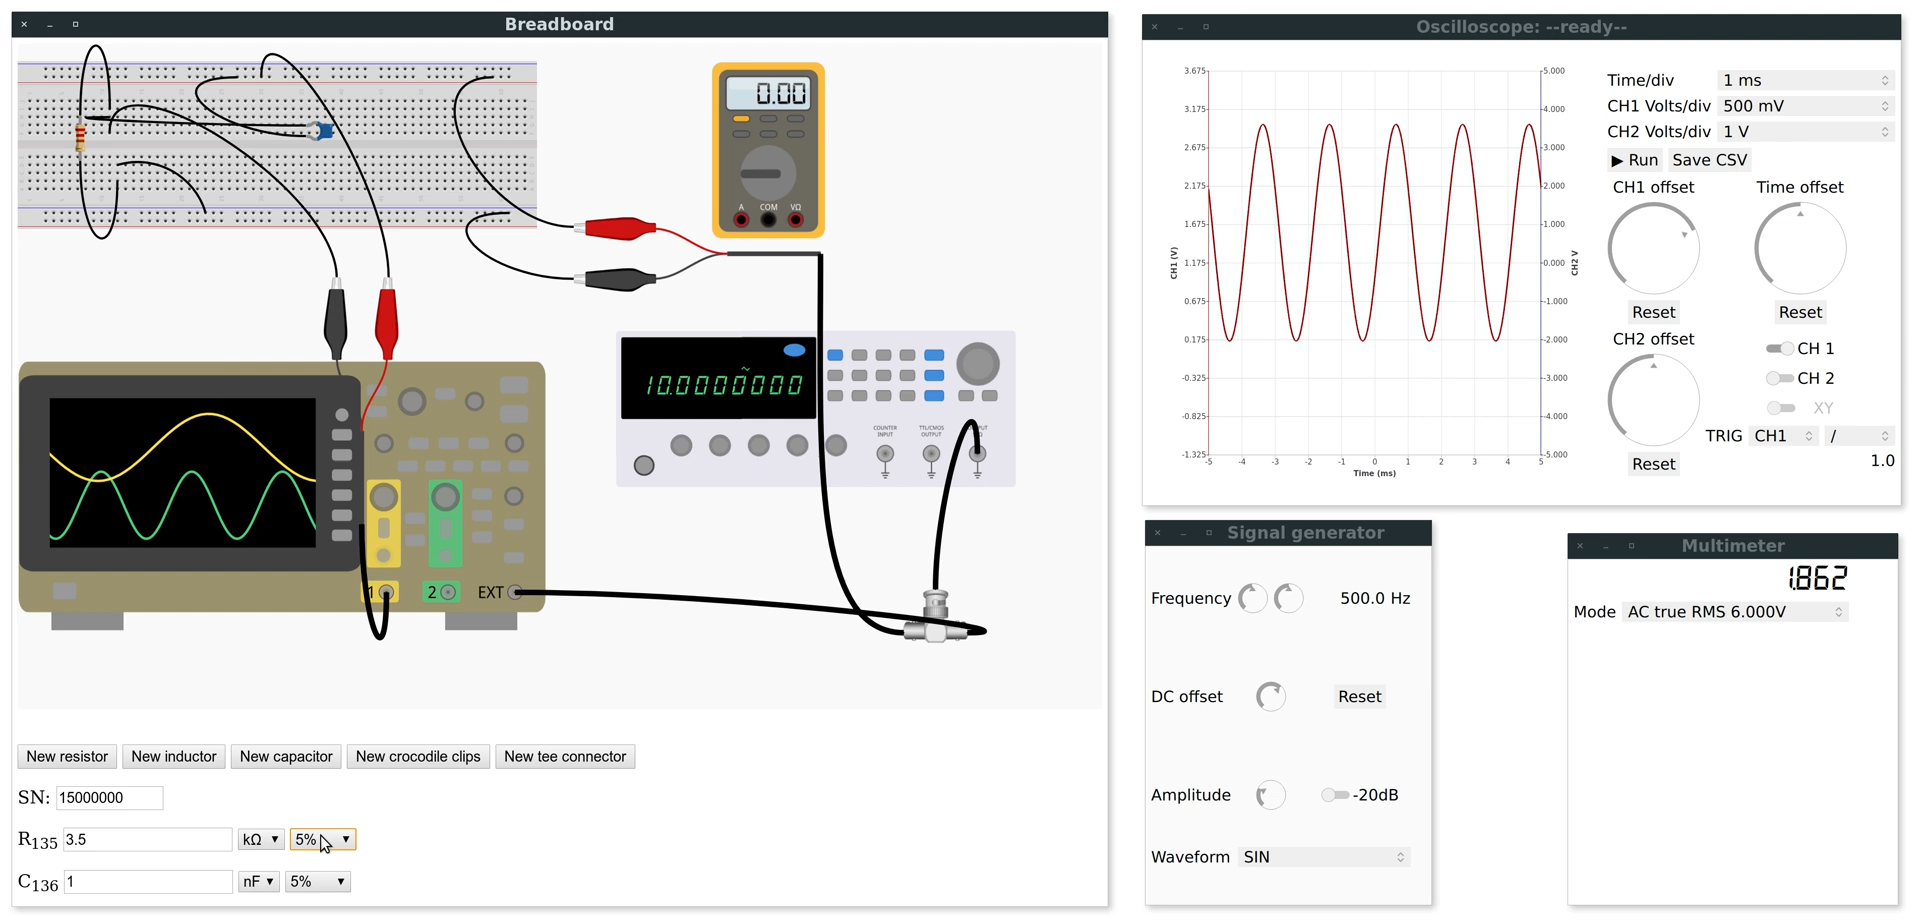 Breadboard
0.00
A COM VΩ
10.00000000
~
COUNTER INPUT
TTL/CMOS OUTPUT
1
2
EXT
New resistor New inductor New capacitor New crocodile clips New tee connector
SN: 15000000
R135 3.5 kΩ 5%
C136 1 nF 5%
Oscilloscope: --ready--
3.675
3.175
2.675
2.175
1.675
1.175
0.675
0.175
-0.325
-0.825
-1.325
CH1 (V)
5.000
4.000
3.000
2.000
1.000
0.000
-1.000
-2.000
-3.000
-4.000
-5.000
CH2 V
-5 -4 -3 -2 -1 0 1 2 3 4 5
Time (ms)
Time/div 1 ms
CH1 Volts/div 500 mV
CH2 Volts/div 1 V
▶ Run Save CSV
CH1 offset Time offset
Reset Reset
CH2 offset
CH 1
CH 2
XY
TRIG CH1 /
Reset
1.0
Signal generator
Frequency 500.0 Hz
DC offset Reset
Amplitude -20dB
Waveform SIN
Multimeter
1.862
Mode AC true RMS 6.000V